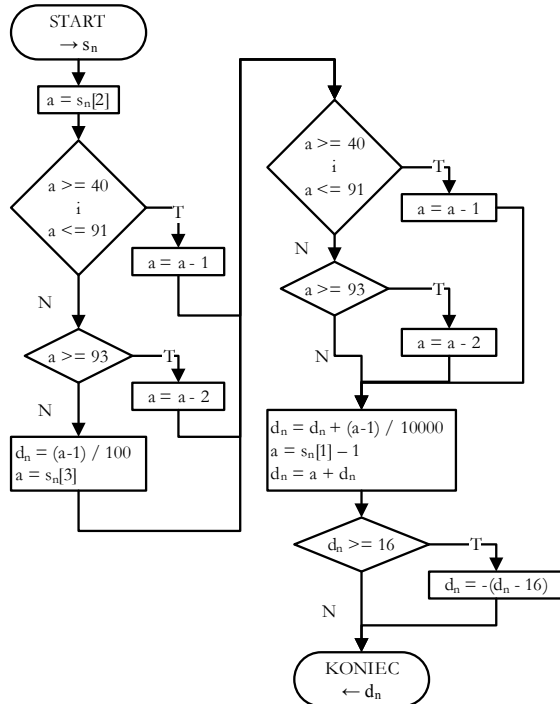 START
→ sₙ
a = sₙ[2]
a >= 40
i
a <= 91
T
a = a - 1
N
a >= 93
T
a = a - 2
N
dₙ = (a-1) / 100
a = sₙ[3]
a >= 40
i
a <= 91
T
a = a - 1
N
a >= 93
T
a = a - 2
N
dₙ = dₙ + (a-1) / 10000
a = sₙ[1] – 1
dₙ = a + dₙ
dₙ >= 16
T
dₙ = -(dₙ - 16)
N
KONIEC
← dₙ